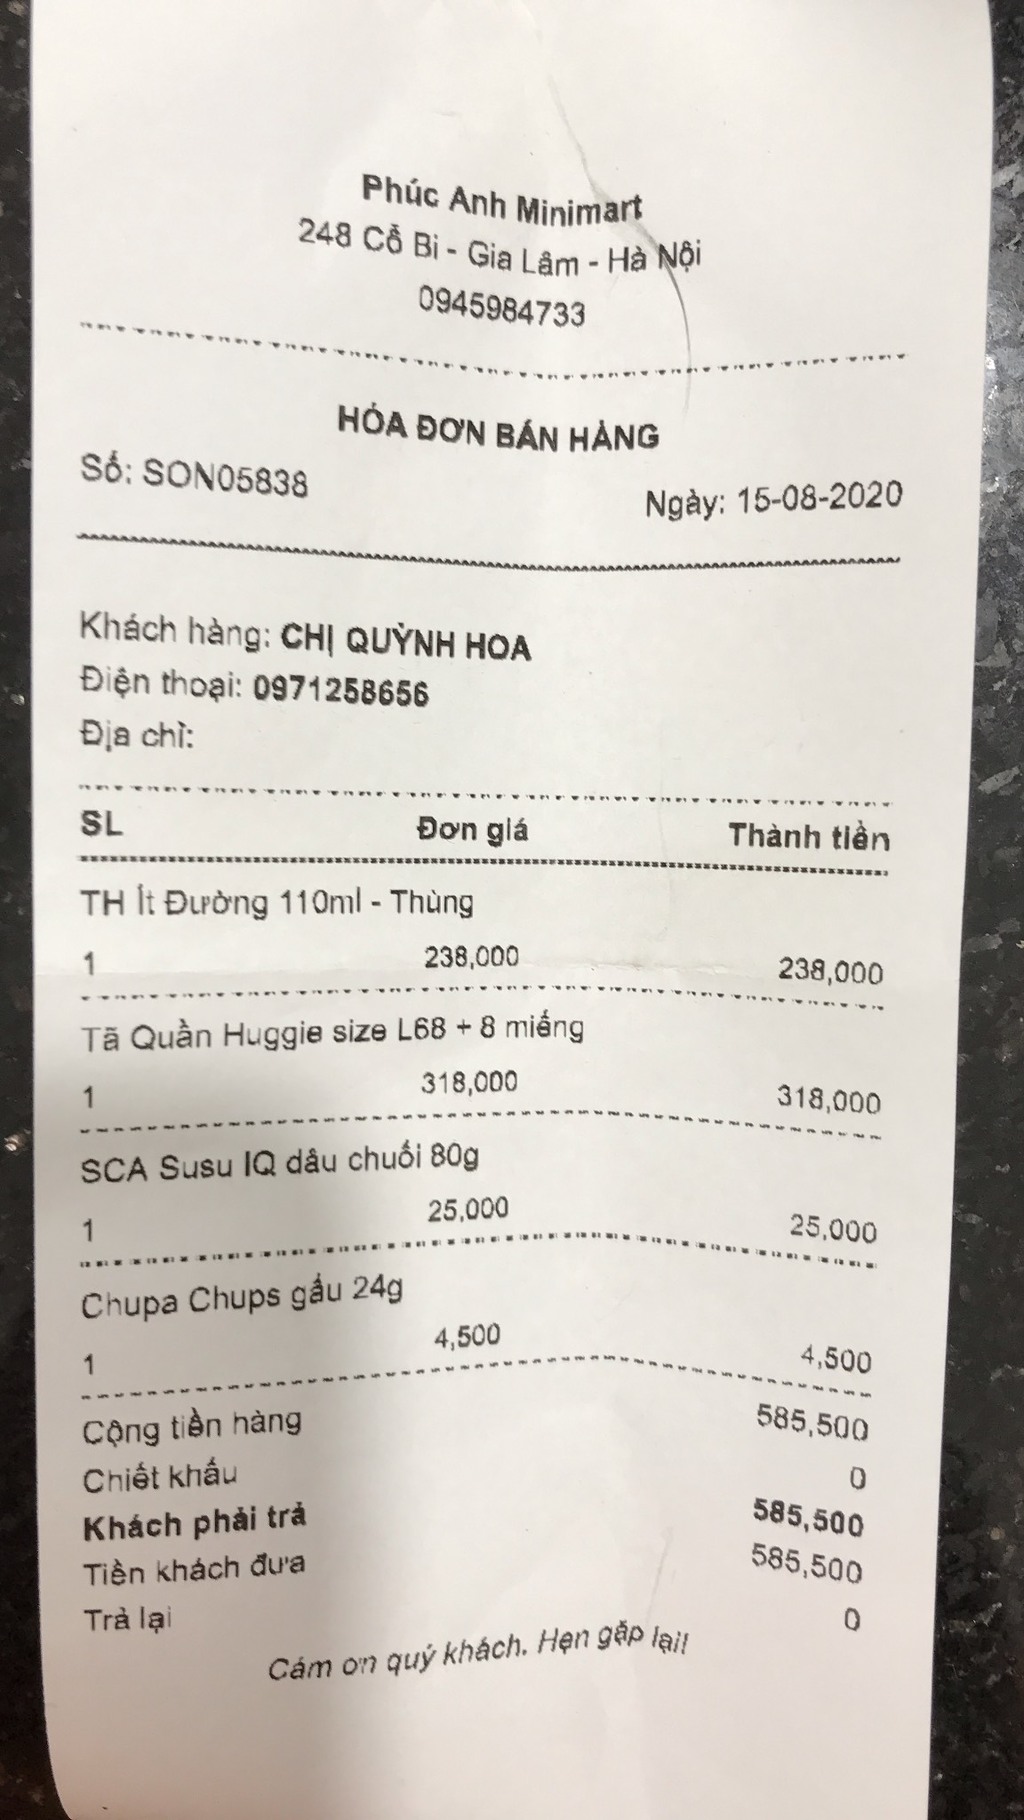 Phúc Anh Minimart
248 Cổ Bi - Gia Lâm - Hà Nội
0945984733
HÓA ĐƠN BÁN HÀNG
Số: SON05838 Ngày: 15-08-2020
Khách hàng: CHỊ QUỲNH HOA
Điện thoại: 0971258656
Địa chỉ:
SL Đơn giá Thành tiền
TH Ít Đường 110ml - Thùng
1 238,000 238,000
Tã Quần Huggie size L68 + 8 miếng
1 318,000 318,000
SCA Susu IQ dâu chuối 80g
1 25,000 25,000
Chupa Chups gấu 24g
1 4,500 4,500
Cộng tiền hàng 585,500
Chiết khấu 0
Khách phải trả 585,500
Tiền khách đưa 585,500
Trả lại 0
Cám ơn quý khách. Hẹn gặp lại!